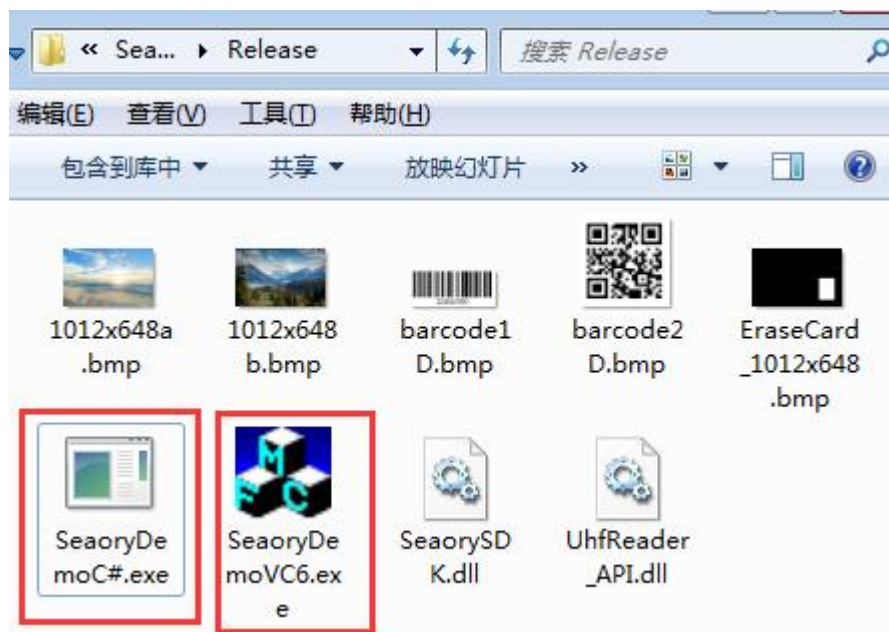 « Sea... Release 搜索 Release
编辑(E) 查看(V) 工具(T) 帮助(H)
包含到库中 共享 放映幻灯片 »
1012x648a
.bmp
1012x648
b.bmp
barcode1
D.bmp
barcode2
D.bmp
EraseCard
_1012x648
.bmp
SeaoryDe
moC#.exe
SeaoryDe
moVC6.ex
e
SeaorySD
K.dll
UhfReader
_API.dll
MFC